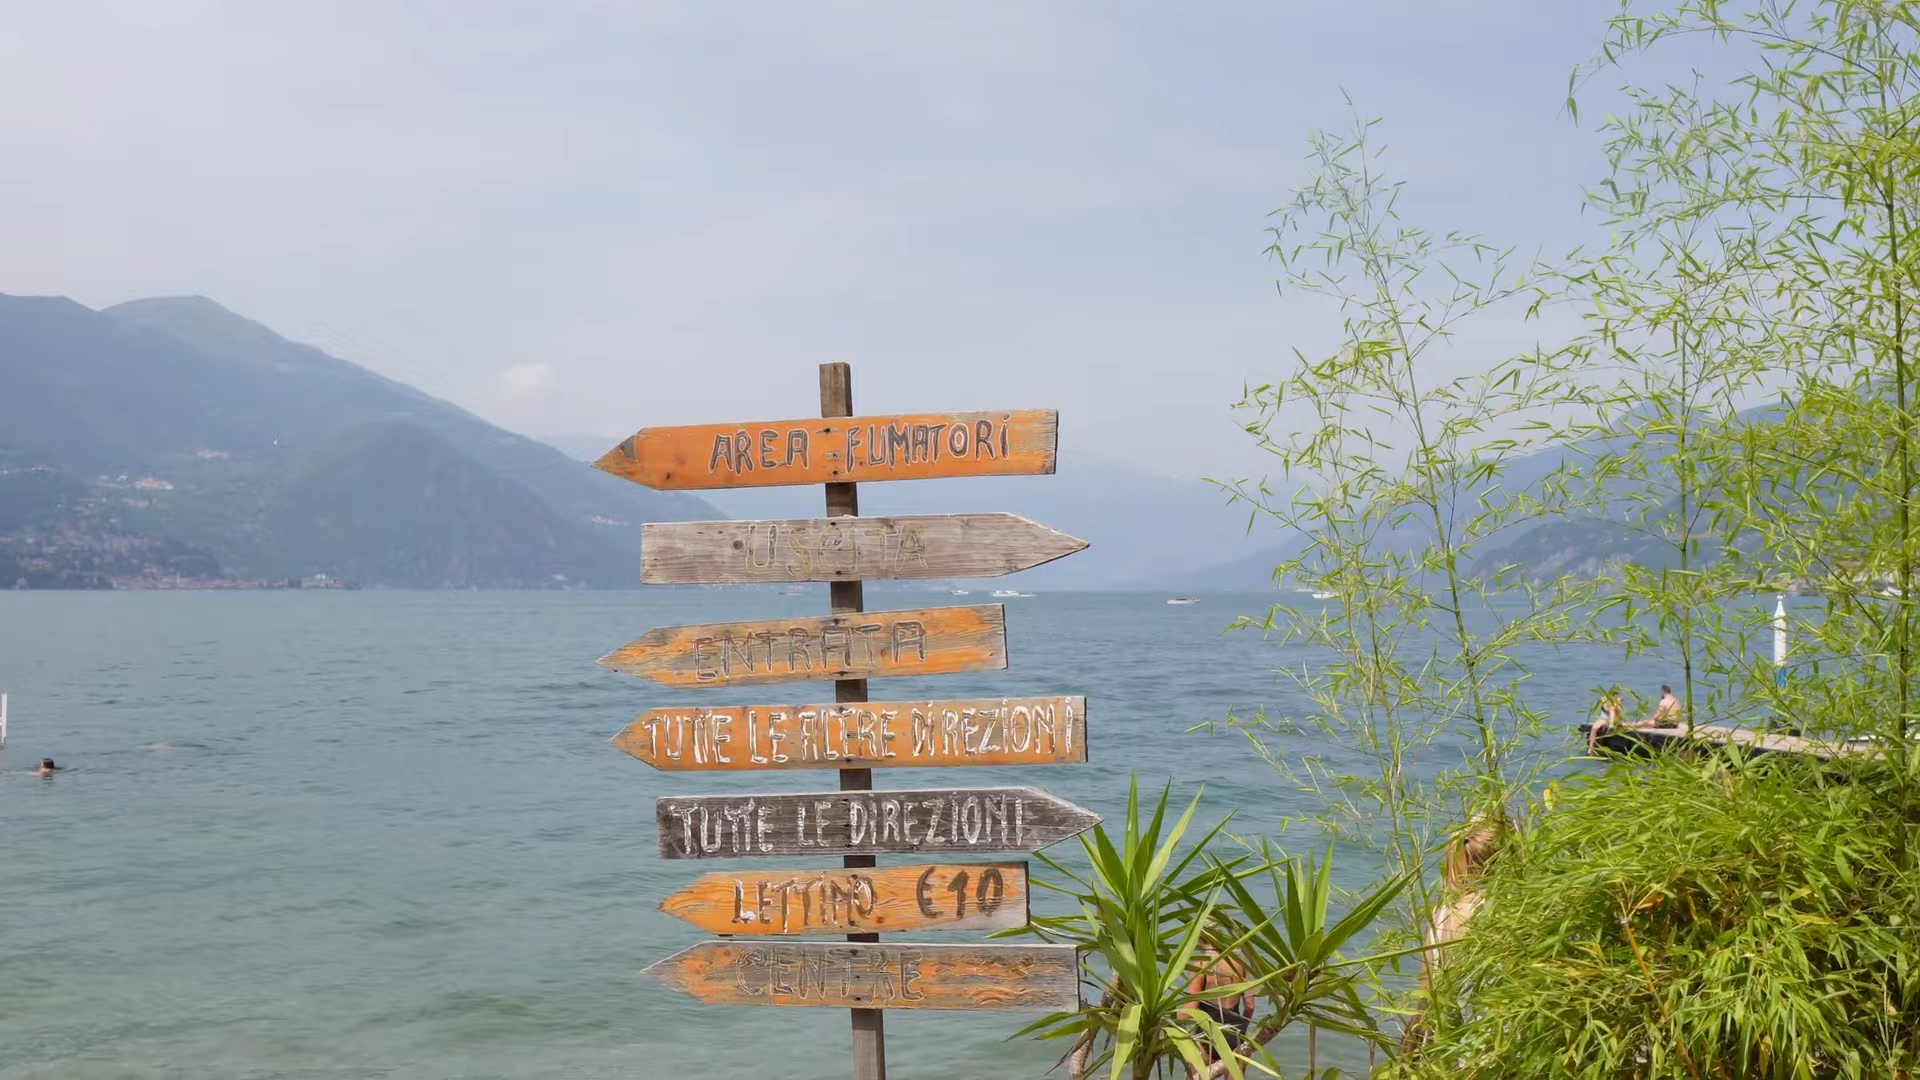 AREA FUMATORI
USCITA
ENTRATA
TUTTE LE ALTRE DIREZIONI
TUTTE LE DIREZIONI
LETTINO €10
CENTRE